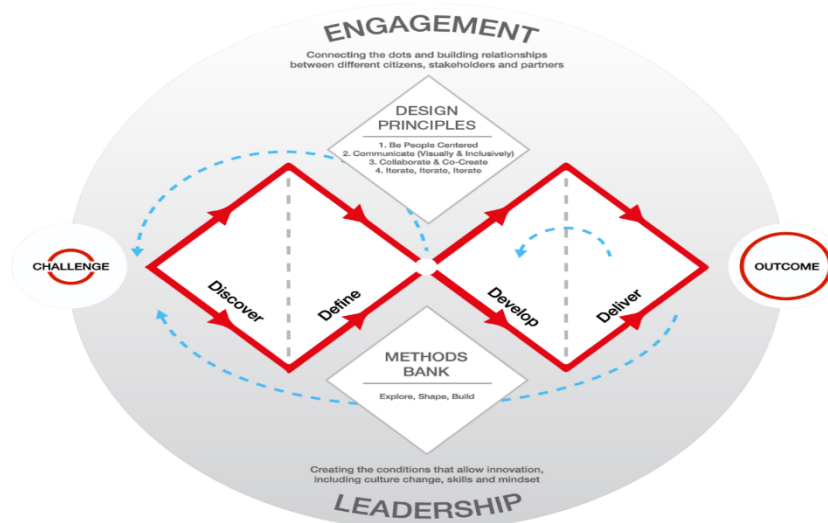 ENGAGEMENT
Connecting the dots and building relationships
between different citizens, stakeholders and partners
DESIGN
PRINCIPLES
1. Be People Centered
2. Communicate (Visually & Inclusively)
3. Collaborate & Co-Create
4. Iterate, Iterate, Iterate
CHALLENGE
Discover
Define
Develop
Deliver
OUTCOME
METHODS
BANK
Explore, Shape, Build
Creating the conditions that allow innovation,
including culture change, skills and mindset
LEADERSHIP